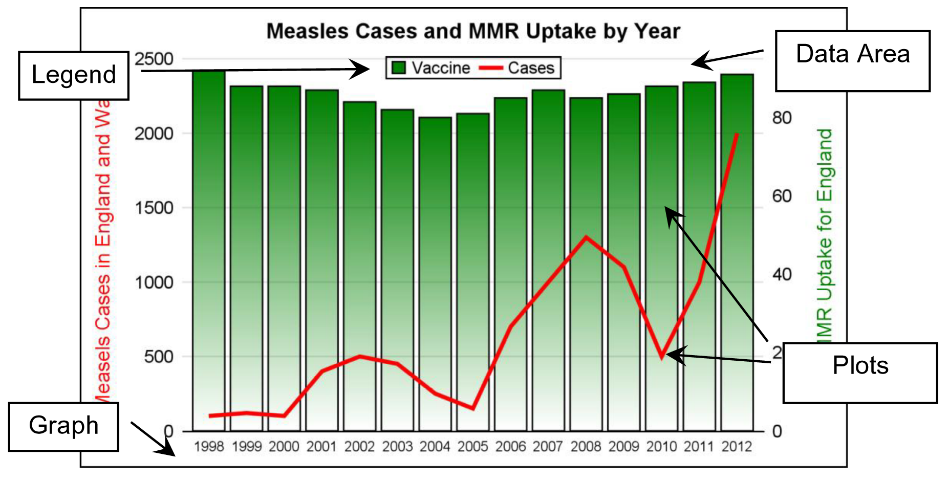 Measles Cases and MMR Uptake by Year
Legend
Vaccine
Cases
Data Area
Measels Cases in England and Wa
2500
2000
1500
1000
500
0
80
60
40
2
0
MMR Uptake for England
Plots
Graph
1998 1999 2000 2001 2002 2003 2004 2005 2006 2007 2008 2009 2010 2011 2012